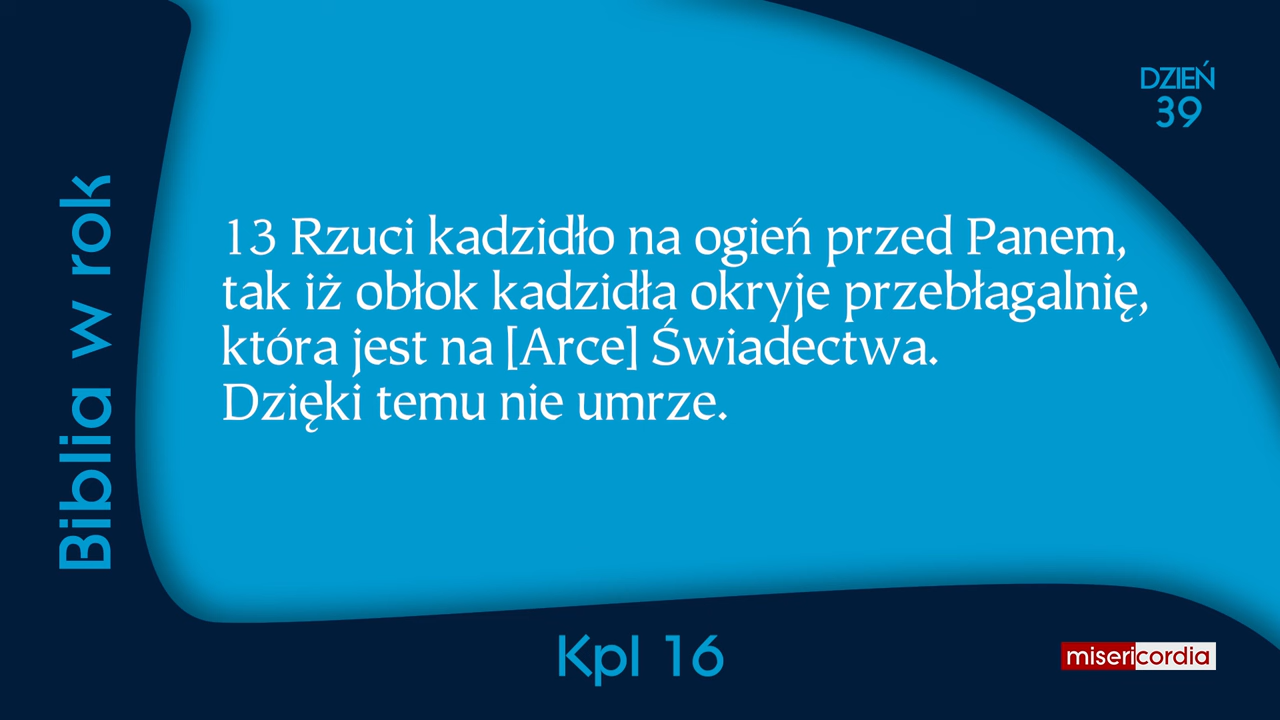 DZIEŃ
39
Biblia w rok
13 Rzuci kadzidło na ogień przed Panem,
tak iż obłok kadzidła okryje przebłagalnię,
która jest na [Arce] Świadectwa.
Dzięki temu nie umrze.
Kpl 16
misericordia